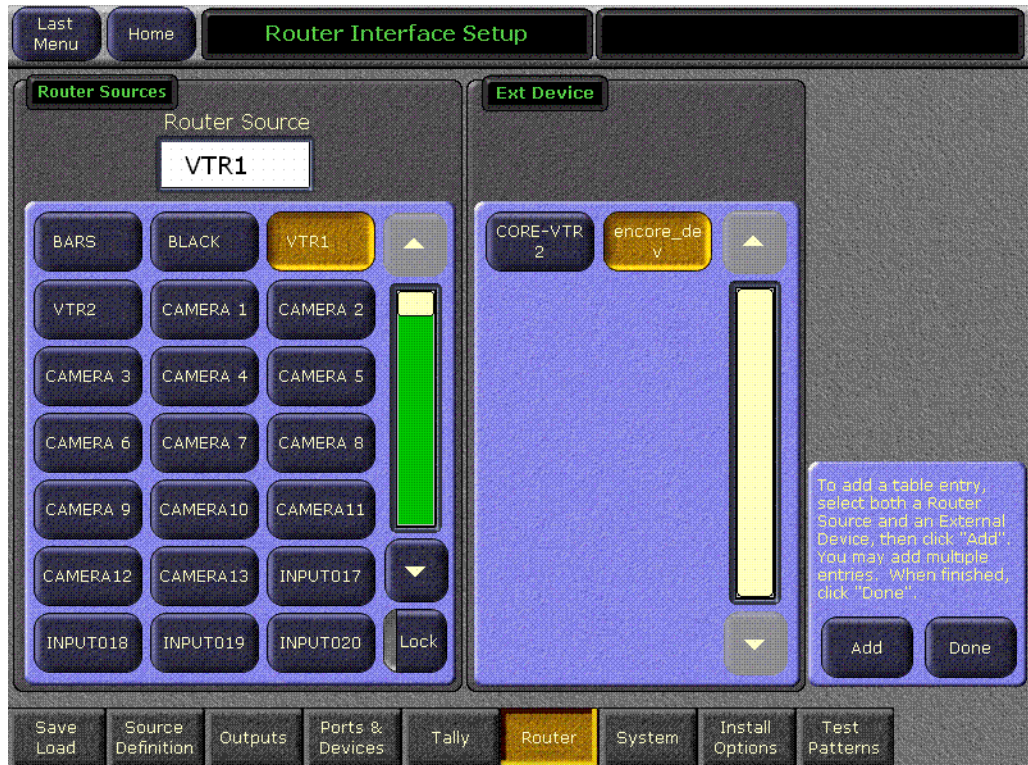 Last
Menu
Home
Router Interface Setup
Router Sources
Router Source
VTR1
BARS
BLACK
VTR1
VTR2
CAMERA 1
CAMERA 2
CAMERA 3
CAMERA 4
CAMERA 5
CAMERA 6
CAMERA 7
CAMERA 8
CAMERA 9
CAMERA10
CAMERA11
CAMERA12
CAMERA13
INPUT017
INPUT018
INPUT019
INPUT020
Lock
Ext Device
CORE-VTR
2
encore_de
v
To add a table entry,
select both a Router
Source and an External
Device, then click "Add".
You may add multiple
entries. When finished,
click "Done".
Add
Done
Save
Load
Source
Definition
Outputs
Ports &
Devices
Tally
Router
System
Install
Options
Test
Patterns